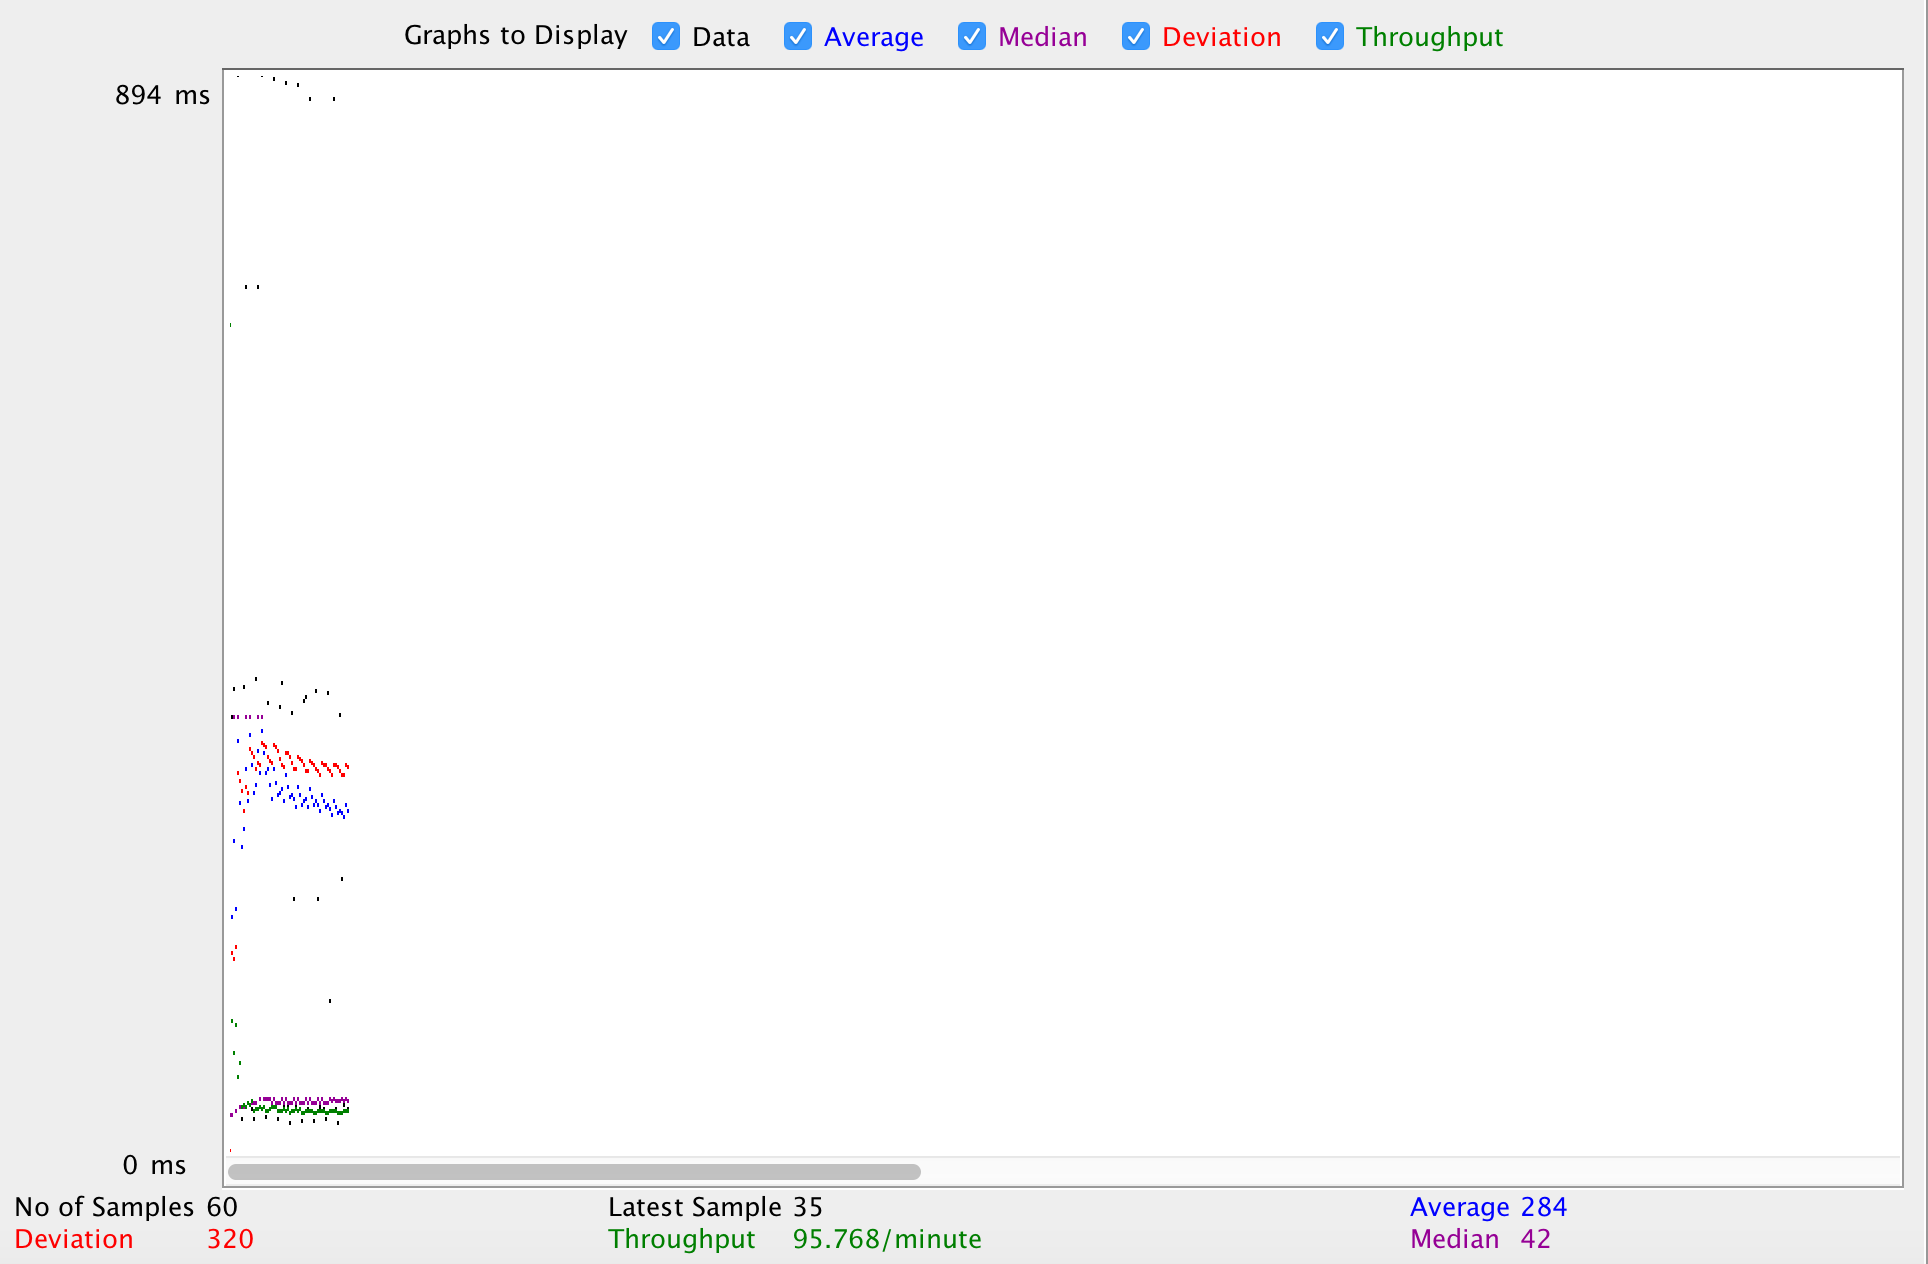 Graphs to Display Data Average Median Deviation Throughput
894 ms
0 ms
No of Samples 60 Latest Sample 35 Average 284
Deviation 320 Throughput 95.768/minute Median 42